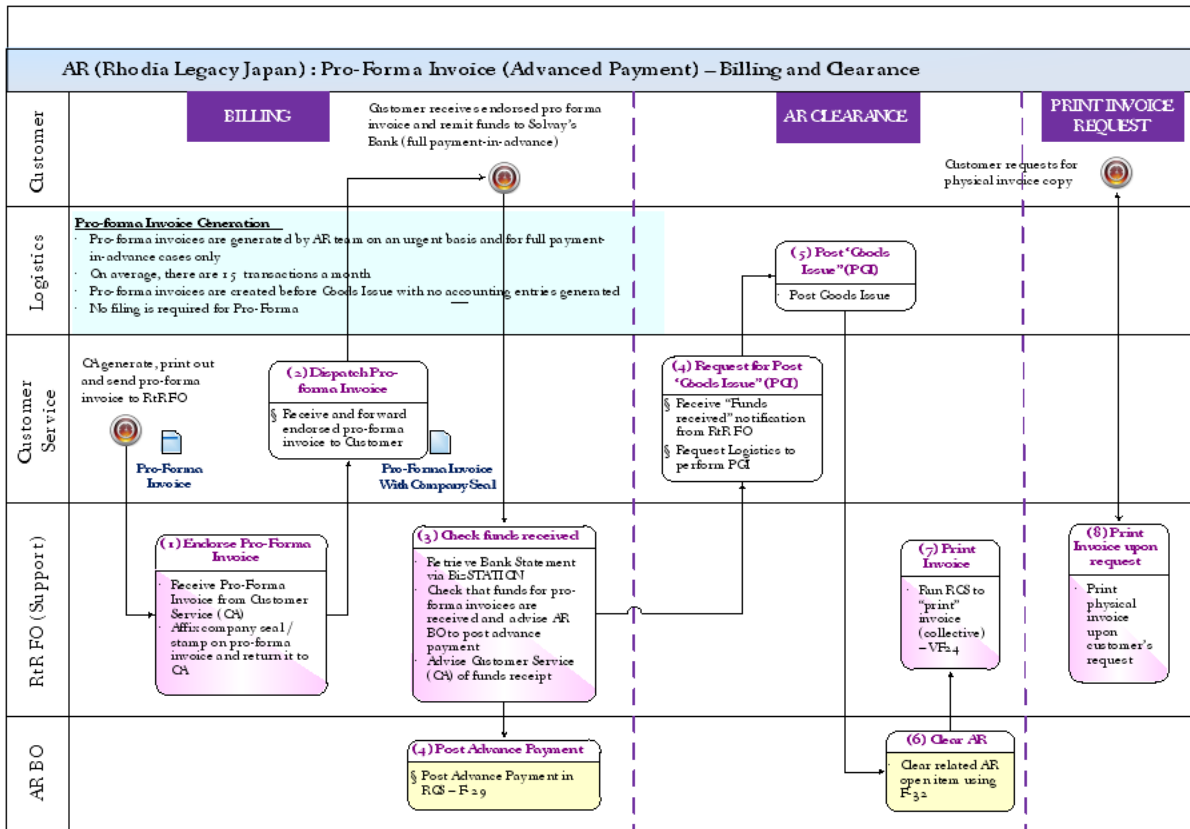 AR (Rhodia Legacy Japan) : Pro-Forma Invoice (Advanced Payment) – Billing and Clearance
Customer
BILLING
Customer receives endorsed pro forma
invoice and remit funds to Solvay's
Bank (full payment-in-advance)
AR CLEARANCE
PRINT INVOICE
REQUEST
Customer requests for
physical invoice copy
Logistics
Pro-forma Invoice Generation
· Pro-forma invoices are generated by AR team on an urgent basis and for full payment-
in-advance cases only
· On average, there are 15 transactions a month
· Pro-forma invoices are created before Goods Issue with no accounting entries generated
· No filing is required for Pro-Forma
(5) Post "Goods
Issue" (PGI)
· Post Goods Issue
Customer
Service
CA generate, print out
and send pro-forma
invoice to RtR FO
Pro-Forma
Invoice
(2) Dispatch Pro-
forma Invoice
§ Receive and forward
endorsed pro-forma
invoice to Customer
Pro-Forma Invoice
With Company Seal
(4) Request for Post
"Goods Issue" (PGI)
§ Receive "Funds
received" notification
from RtR FO
§ Request Logistics to
perform PGI
RtR FO (Support)
(1) Endorse Pro-Forma
Invoice
· Receive Pro-Forma
Invoice from Customer
Service (CA)
· Affix company seal /
stamp on pro-forma
invoice and return it to
CA
(3) Check funds received
· Retrieve Bank Statement
via BizSTATION
· Check that funds for pro-
forma invoices are
received and advise AR
BO to post advance
payment
· Advise Customer Service
(CA) of funds receipt
(7) Print
Invoice
· Run RCS to
"print"
invoice
(collective)
– VF24
(8) Print
Invoice upon
request
· Print
physical
invoice
upon
customer's
request
AR BO
(4) Post Advance Payment
§ Post Advance Payment in
RCS – F-29
(6) Clear AR
· Clear related AR
open item using
F-32